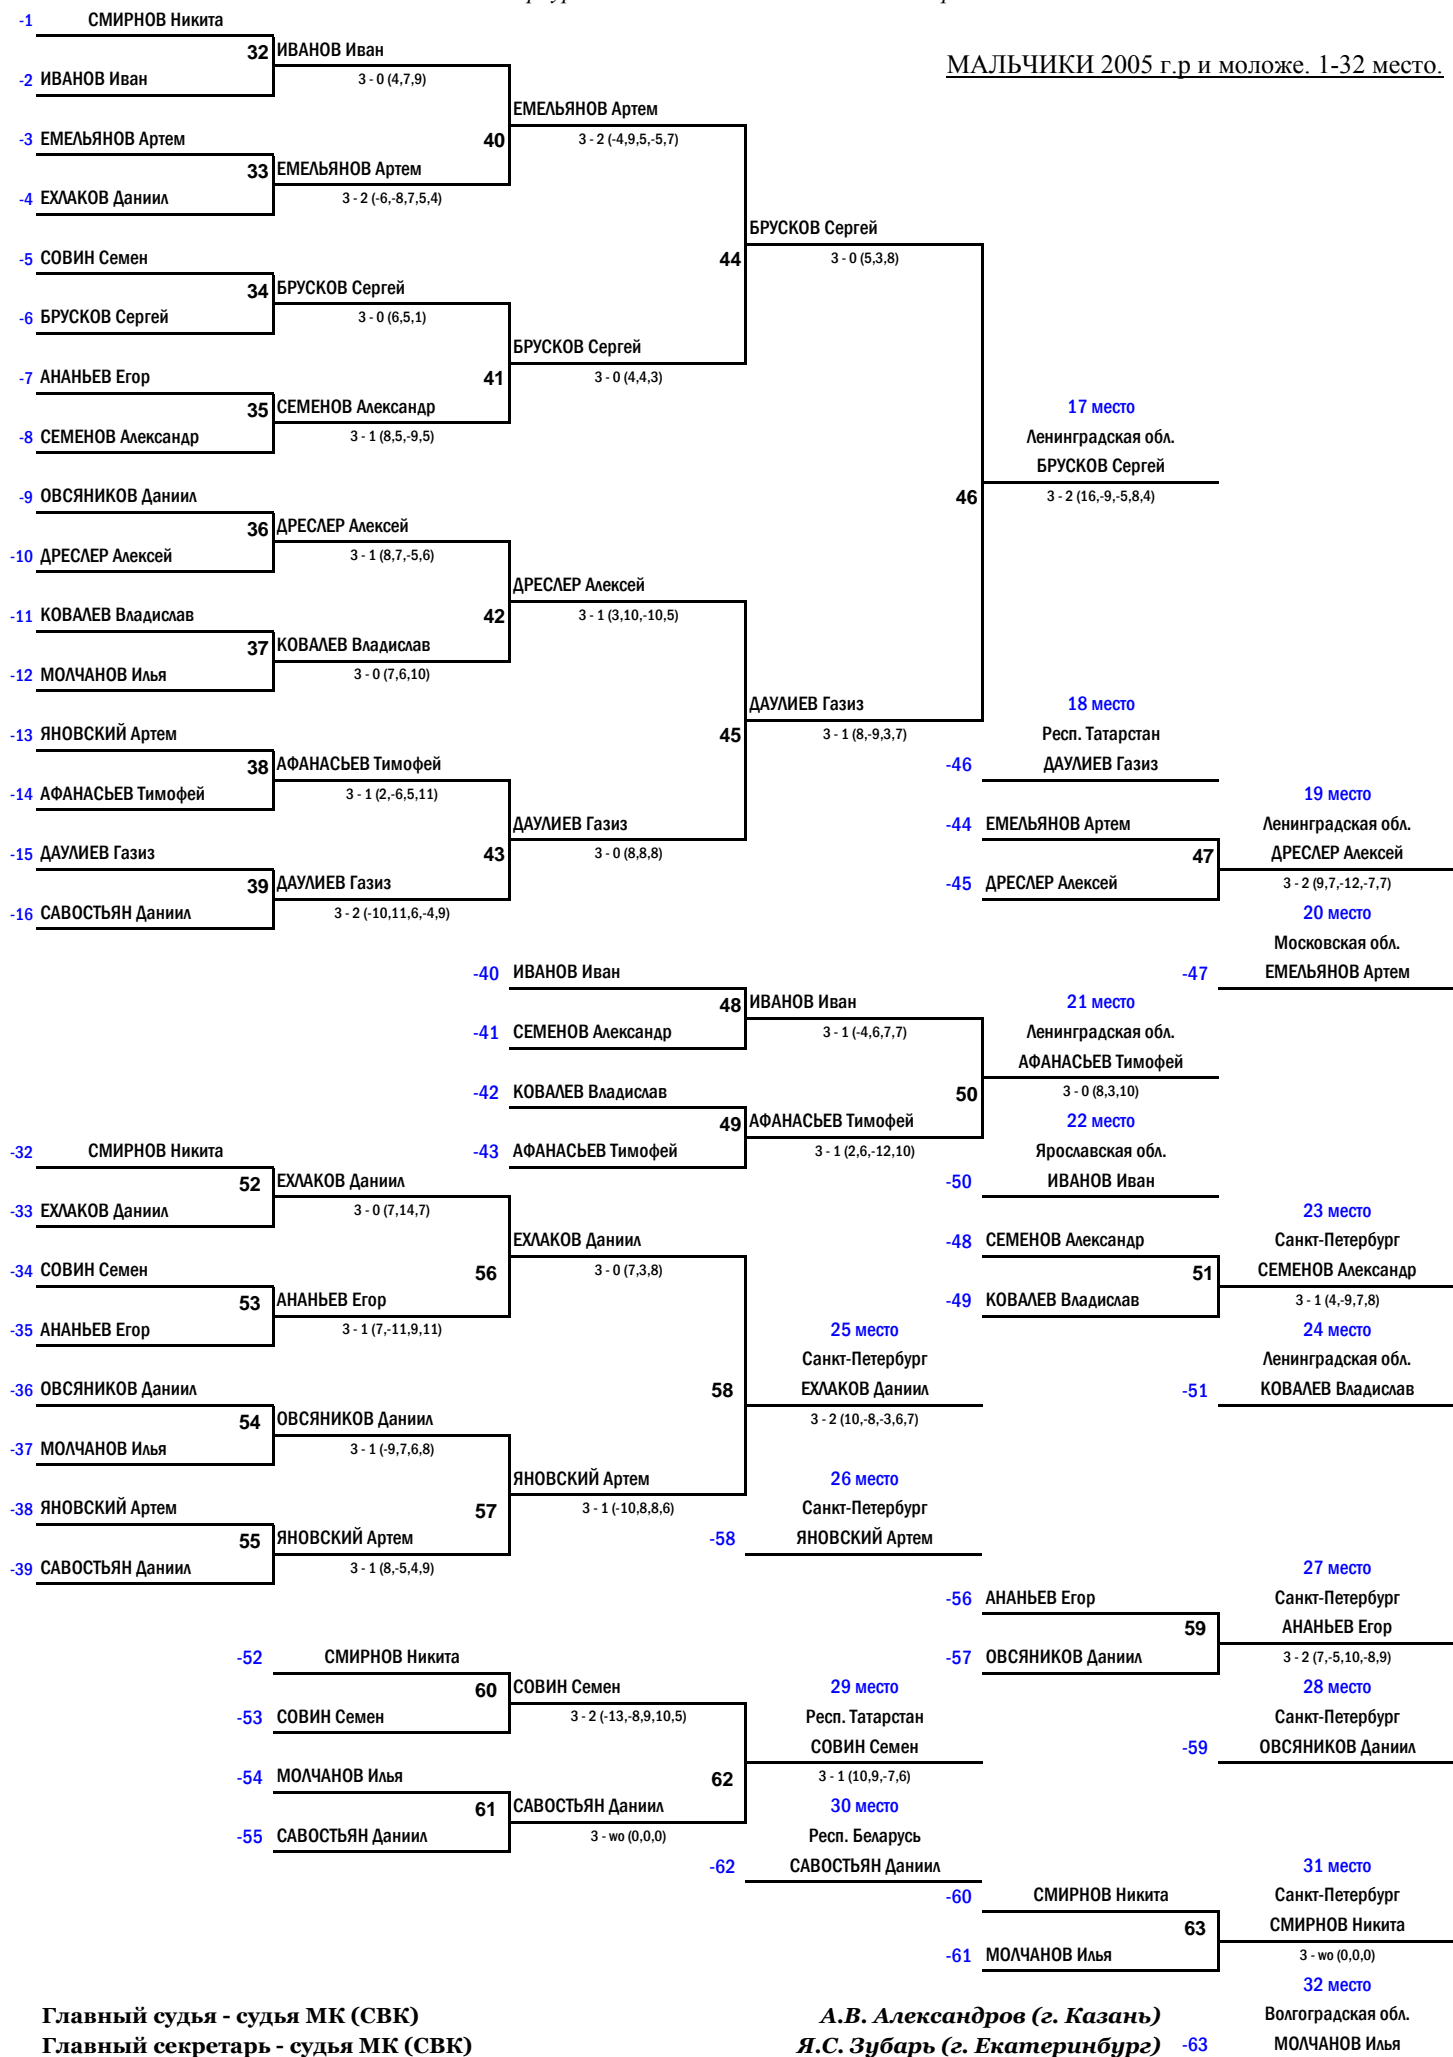 -1 СМИРНОВ Никита
32 ИВАНОВ Иван
МАЛЬЧИКИ 2005 г.р и моложе. 1-32 место.
-2 ИВАНОВ Иван 3 - 0 (4,7,9)
ЕМЕЛЬЯНОВ Артем
-3 ЕМЕЛЬЯНОВ Артем 40 3 - 2 (-4,9,5,-5,7)
33 ЕМЕЛЬЯНОВ Артем
-4 ЕХЛАКОВ Даниил 3 - 2 (-6,-8,7,5,4)
БРУСКОВ Сергей
-5 СОВИН Семен 44 3 - 0 (5,3,8)
34 БРУСКОВ Сергей
-6 БРУСКОВ Сергей 3 - 0 (6,5,1)
БРУСКОВ Сергей
-7 АНАНЬЕВ Егор 41 3 - 0 (4,4,3)
35 СЕМЕНОВ Александр 17 место
-8 СЕМЕНОВ Александр 3 - 1 (8,5,-9,5) Ленинградская обл.
БРУСКОВ Сергей
-9 ОВСЯНИКОВ Даниил 46 3 - 2 (16,-9,-5,8,4)
36 ДРЕСЛЕР Алексей
-10 ДРЕСЛЕР Алексей 3 - 1 (8,7,-5,6)
ДРЕСЛЕР Алексей
-11 КОВАЛЕВ Владислав 42 3 - 1 (3,10,-10,5)
37 КОВАЛЕВ Владислав
-12 МОЛЧАНОВ Илья 3 - 0 (7,6,10)
ДАУЛИЕВ Газиз 18 место
-13 ЯНОВСКИЙ Артем 45 3 - 1 (8,-9,3,7) Респ. Татарстан
38 АФАНАСЬЕВ Тимофей -46 ДАУЛИЕВ Газиз
-14 АФАНАСЬЕВ Тимофей 3 - 1 (2,-6,5,11) 19 место
ДАУЛИЕВ Газиз -44 ЕМЕЛЬЯНОВ Артем Ленинградская обл.
-15 ДАУЛИЕВ Газиз 43 3 - 0 (8,8,8) 47 ДРЕСЛЕР Алексей
39 ДАУЛИЕВ Газиз -45 ДРЕСЛЕР Алексей 3 - 2 (9,7,-12,-7,7)
-16 САВОСТЬЯН Даниил 3 - 2 (-10,11,6,-4,9) 20 место
Московская обл.
-40 ИВАНОВ Иван -47 ЕМЕЛЬЯНОВ Артем
48 ИВАНОВ Иван 21 место
-41 СЕМЕНОВ Александр 3 - 1 (-4,6,7,7) Ленинградская обл.
АФАНАСЬЕВ Тимофей
-42 КОВАЛЕВ Владислав 50 3 - 0 (8,3,10)
49 АФАНАСЬЕВ Тимофей 22 место
-32 СМИРНОВ Никита -43 АФАНАСЬЕВ Тимофей 3 - 1 (2,6,-12,10) Ярославская обл.
52 ЕХЛАКОВ Даниил -50 ИВАНОВ Иван
-33 ЕХЛАКОВ Даниил 3 - 0 (7,14,7) 23 место
ЕХЛАКОВ Даниил -48 СЕМЕНОВ Александр Санкт-Петербург
-34 СОВИН Семен 56 3 - 0 (7,3,8) 51 СЕМЕНОВ Александр
53 АНАНЬЕВ Егор -49 КОВАЛЕВ Владислав 3 - 1 (4,-9,7,8)
-35 АНАНЬЕВ Егор 3 - 1 (7,-11,9,11) 25 место 24 место
Санкт-Петербург Ленинградская обл.
-36 ОВСЯНИКОВ Даниил 58 ЕХЛАКОВ Даниил -51 КОВАЛЕВ Владислав
54 ОВСЯНИКОВ Даниил 3 - 2 (10,-8,-3,6,7)
-37 МОЛЧАНОВ Илья 3 - 1 (-9,7,6,8)
ЯНОВСКИЙ Артем 26 место
-38 ЯНОВСКИЙ Артем 57 3 - 1 (-10,8,8,6) Санкт-Петербург
55 ЯНОВСКИЙ Артем -58 ЯНОВСКИЙ Артем
-39 САВОСТЬЯН Даниил 3 - 1 (8,-5,4,9) 27 место
-56 АНАНЬЕВ Егор Санкт-Петербург
59 АНАНЬЕВ Егор
-52 СМИРНОВ Никита -57 ОВСЯНИКОВ Даниил 3 - 2 (7,-5,10,-8,9)
60 СОВИН Семен 29 место 28 место
-53 СОВИН Семен 3 - 2 (-13,-8,9,10,5) Респ. Татарстан Санкт-Петербург
СОВИН Семен -59 ОВСЯНИКОВ Даниил
-54 МОЛЧАНОВ Илья 62 3 - 1 (10,9,-7,6)
61 САВОСТЬЯН Даниил 30 место
-55 САВОСТЬЯН Даниил 3 - wo (0,0,0) Респ. Беларусь
-62 САВОСТЬЯН Даниил 31 место
-60 СМИРНОВ Никита Санкт-Петербург
63 СМИРНОВ Никита
-61 МОЛЧАНОВ Илья 3 - wo (0,0,0)
32 место
Главный судья - судья МК (СВК) А.В. Александров (г. Казань) Волгоградская обл.
Главный секретарь - судья МК (СВК) Я.С. Зубарь (г. Екатеринбург) -63 МОЛЧАНОВ Илья